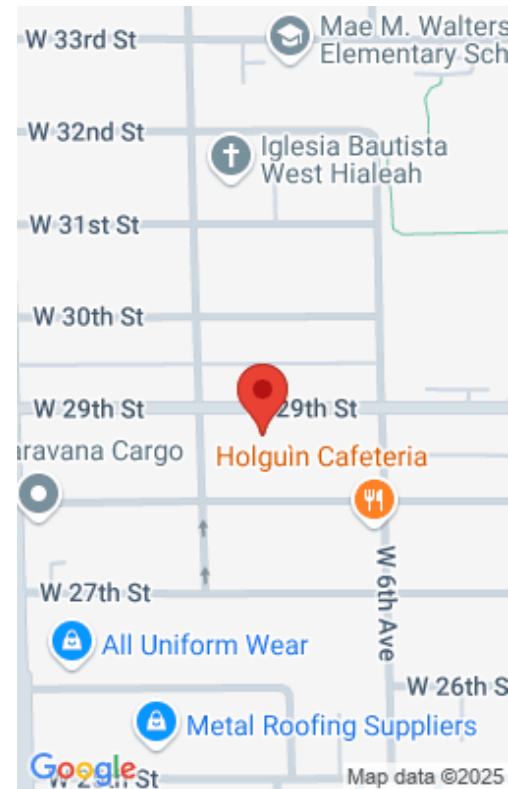 W 33rd St
Mae M. Walters
Elementary Sch
W 32nd St
Iglesia Bautista
West Hialeah
W 31st St
W 30th St
W 29th St
29th St
aravana Cargo
Holguìn Cafeteria
W 27th St
W 6th Ave
All Uniform Wear
W 26th S
Metal Roofing Suppliers
Google
St
Map data ©2025